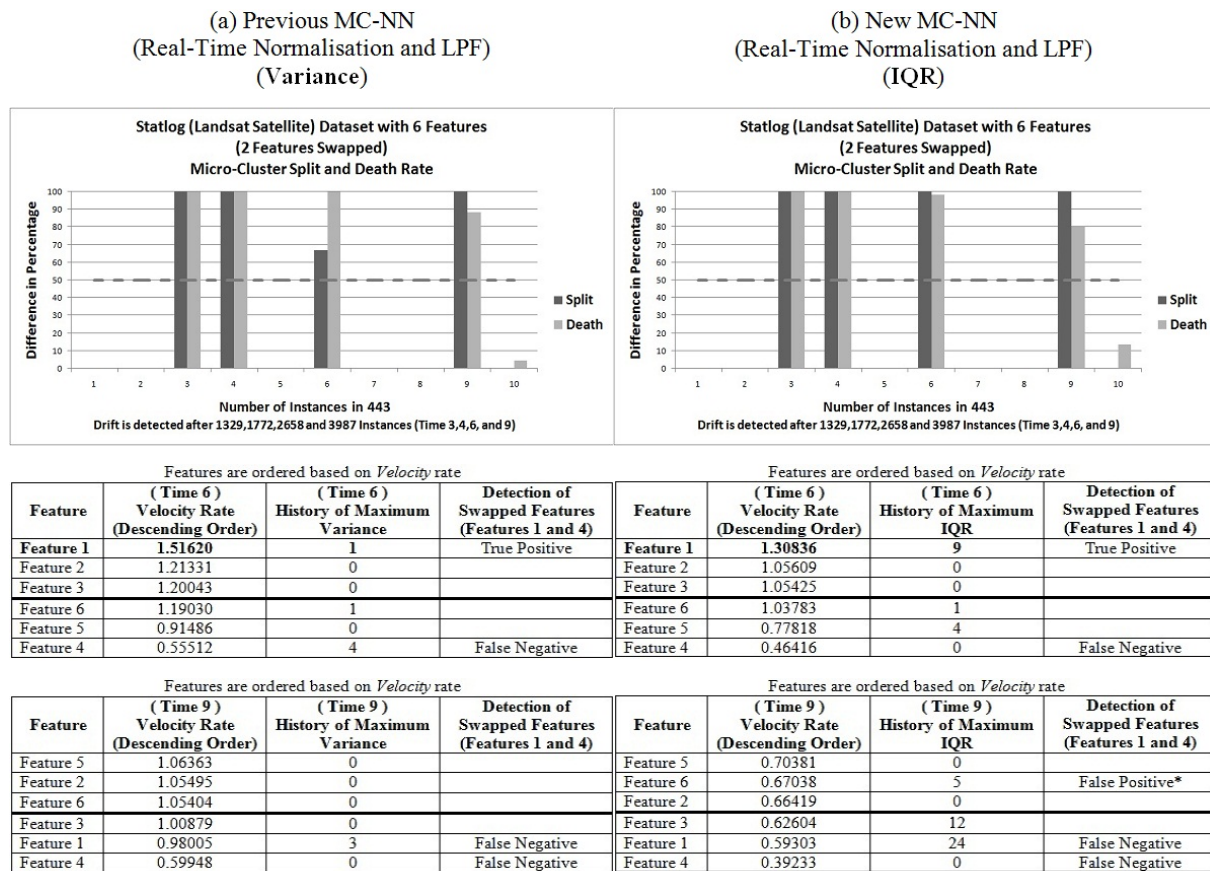 (a) Previous MC-NN
(Real-Time Normalisation and LPF)
(Variance)
Statlog (Landsat Satellite) Dataset with 6 Features
(2 Features Swapped)
Micro-Cluster Split and Death Rate
Difference in Percentage
100
90
80
70
60
50
40
30
20
10
0
1 2 3 4 5 6 7 8 9 10
Split
Death
Number of Instances in 443
Drift is detected after 1329,1772,2658 and 3987 Instances (Time 3,4,6, and 9)
(b) New MC-NN
(Real-Time Normalisation and LPF)
(IQR)
Statlog (Landsat Satellite) Dataset with 6 Features
(2 Features Swapped)
Micro-Cluster Split and Death Rate
Difference in Percentage
100
90
80
70
60
50
40
30
20
10
0
1 2 3 4 5 6 7 8 9 10
Split
Death
Number of Instances in 443
Drift is detected after 1329,1772,2658 and 3987 Instances (Time 3,4,6, and 9)
Features are ordered based on Velocity rate
Feature
( Time 6 )
Velocity Rate
(Descending Order)
( Time 6 )
History of Maximum
Variance
Detection of
Swapped Features
(Features 1 and 4)
Feature 1 1.51620 1 True Positive
Feature 2 1.21331 0
Feature 3 1.20043 0
Feature 6 1.19030 1
Feature 5 0.91486 0
Feature 4 0.55512 4 False Negative
Features are ordered based on Velocity rate
Feature
( Time 6 )
Velocity Rate
(Descending Order)
( Time 6 )
History of Maximum
IQR
Detection of
Swapped Features
(Features 1 and 4)
Feature 1 1.30836 9 True Positive
Feature 2 1.05609 0
Feature 3 1.05425 0
Feature 6 1.03783 1
Feature 5 0.77818 4
Feature 4 0.46416 0 False Negative
Features are ordered based on Velocity rate
Feature
( Time 9 )
Velocity Rate
(Descending Order)
( Time 9 )
History of Maximum
Variance
Detection of
Swapped Features
(Features 1 and 4)
Feature 5 1.06363 0
Feature 2 1.05495 0
Feature 6 1.05404 0
Feature 3 1.00879 0
Feature 1 0.98005 3 False Negative
Feature 4 0.59948 0 False Negative
Features are ordered based on Velocity rate
Feature
( Time 9 )
Velocity Rate
(Descending Order)
( Time 9 )
History of Maximum
IQR
Detection of
Swapped Features
(Features 1 and 4)
Feature 5 0.70381 0
Feature 6 0.67038 5 False Positive*
Feature 2 0.66419 0
Feature 3 0.62604 12
Feature 1 0.59303 24 False Negative
Feature 4 0.39233 0 False Negative